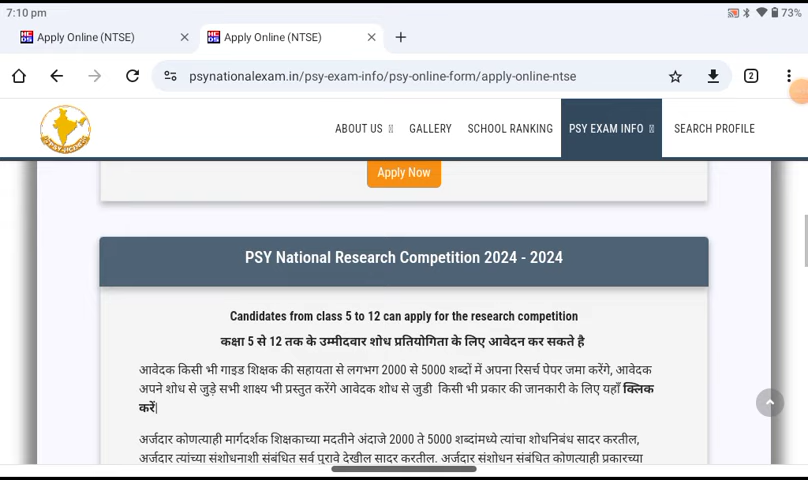 7:10 pm
73%
Apply Online (NTSE)
Apply Online (NTSE)
psynationalexam.in/psy-exam-info/psy-online-form/apply-online-ntse
2
ABOUT US
GALLERY
SCHOOL RANKING
PSY EXAM INFO
SEARCH PROFILE
Apply Now
PSY National Research Competition 2024 - 2024
Candidates from class 5 to 12 can apply for the research competition
कक्षा 5 से 12 तक के उम्मीदवार शोध प्रतियोगिता के लिए आवेदन कर सकते है
आवेदक किसी भी गाइड शिक्षक की सहायता से लगभग 2000 से 5000 शब्दों में अपना रिसर्च पेपर जमा करेंगे, आवेदक
अपने शोध से जुड़े सभी शाक्ष्य भी प्रस्तुत करेंगे आवेदक शोध से जुडी किसी भी प्रकार की जानकारी के लिए यहाँ क्लिक
करें|
अर्जदार कोणत्याही मार्गदर्शक शिक्षकाच्या मदतीने अंदाजे 2000 ते 5000 शब्दांमध्ये त्यांचा शोधनिबंध सादर करतील,
अर्जदार त्यांच्या संशोधनाशी संबंधित सर्व पुरावे देखील सादर करतील. अर्जदार संशोधन संबंधित कोणत्याही प्रकारच्या